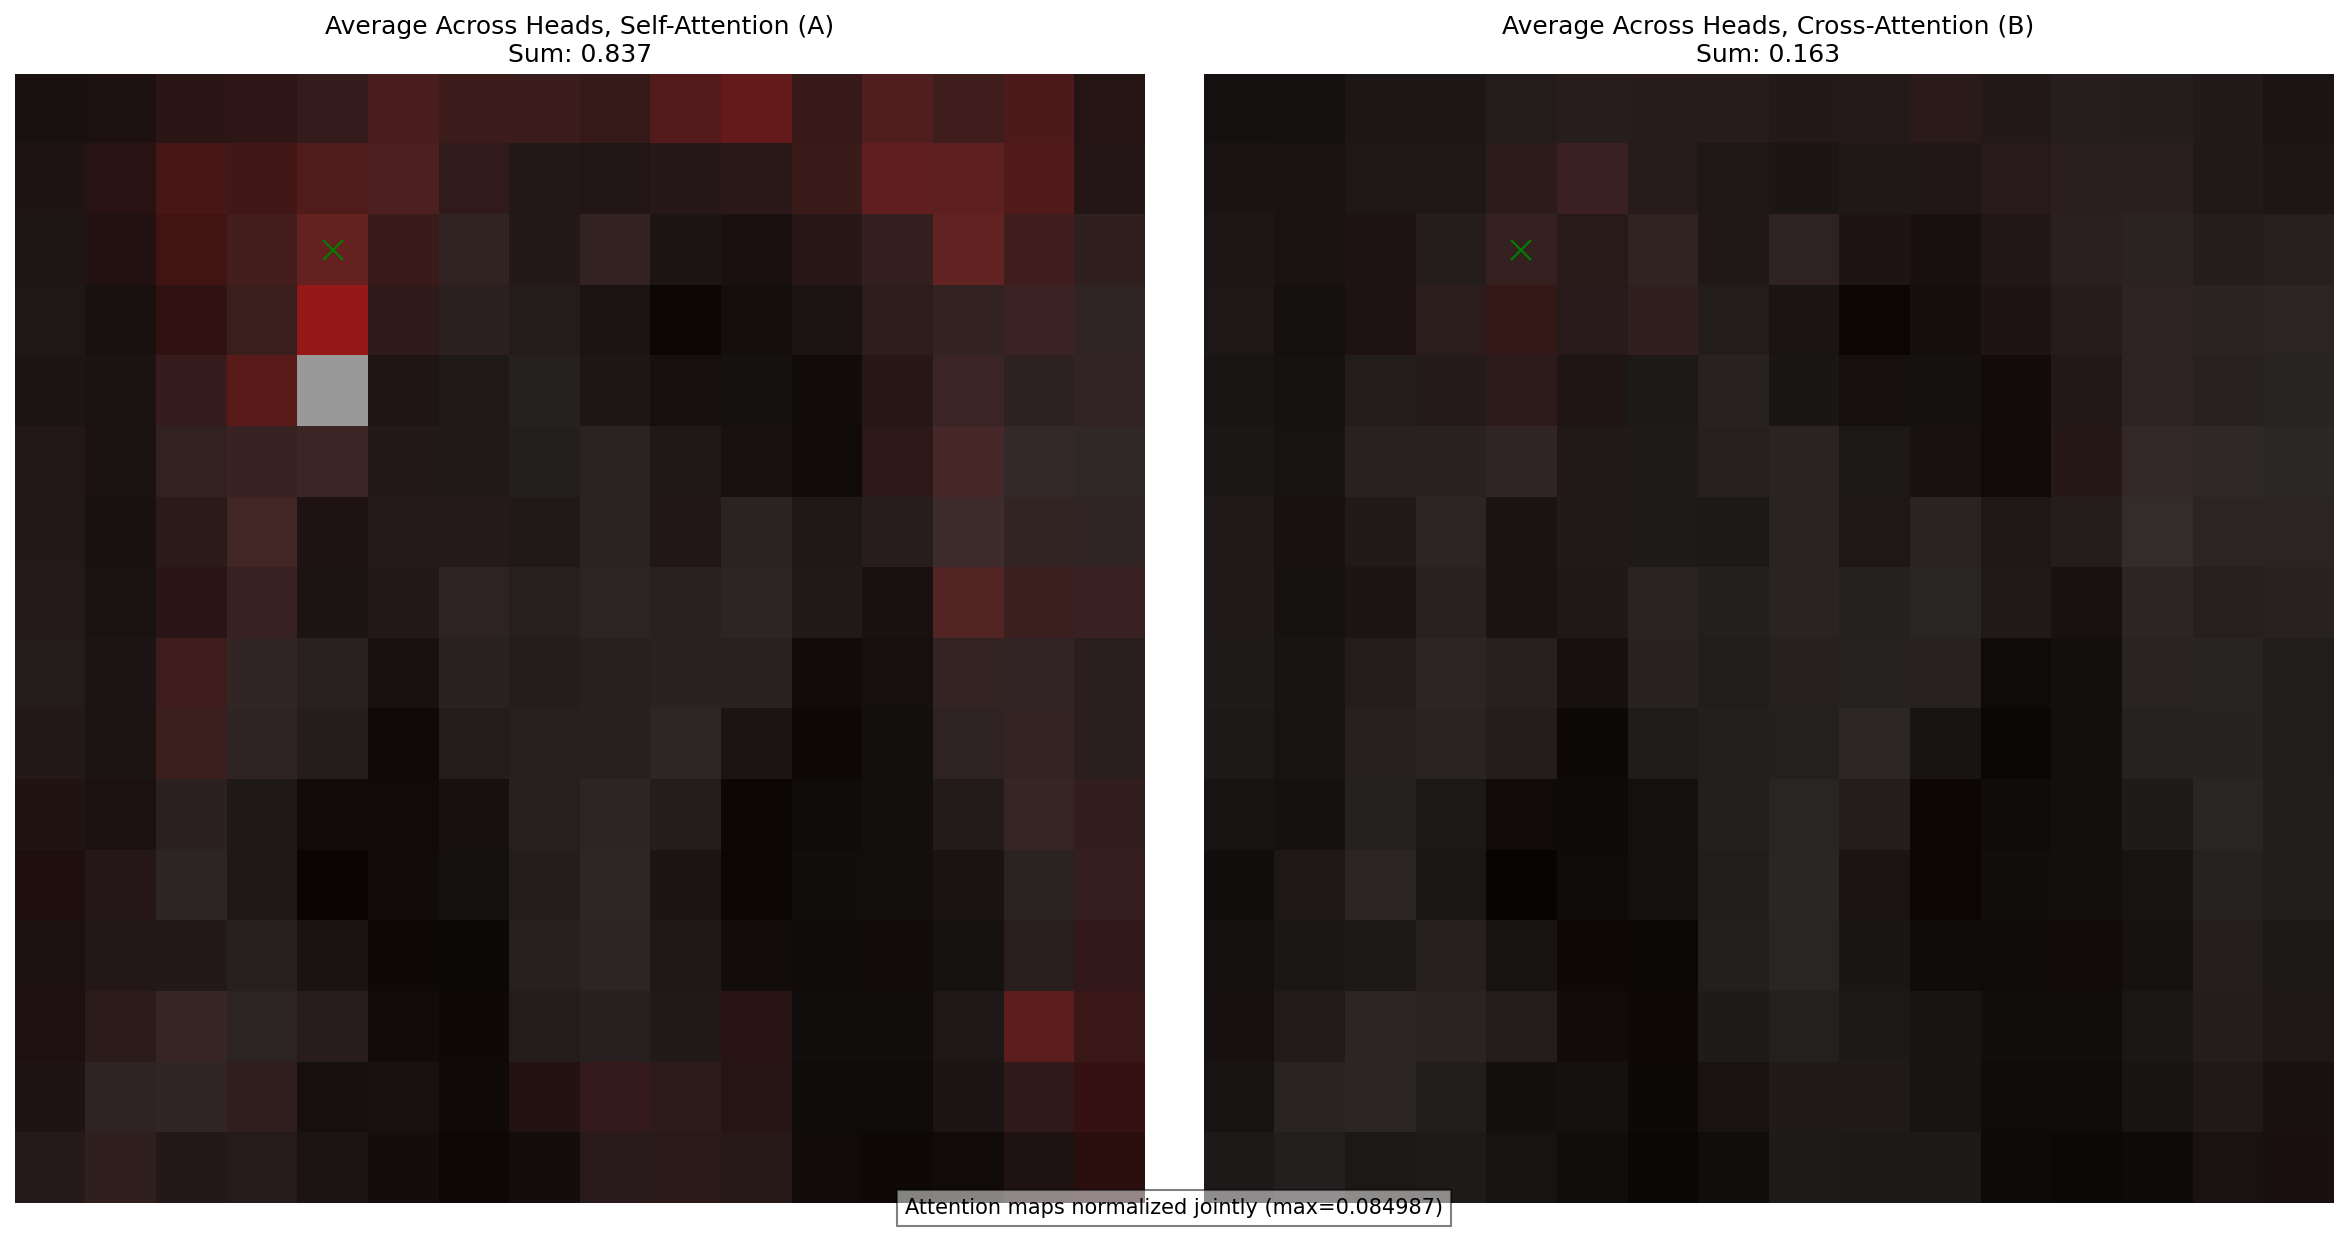 Average Across Heads, Self-Attention (A)
Sum: 0.837
Average Across Heads, Cross-Attention (B)
Sum: 0.163
Attention maps normalized jointly (max=0.084987)